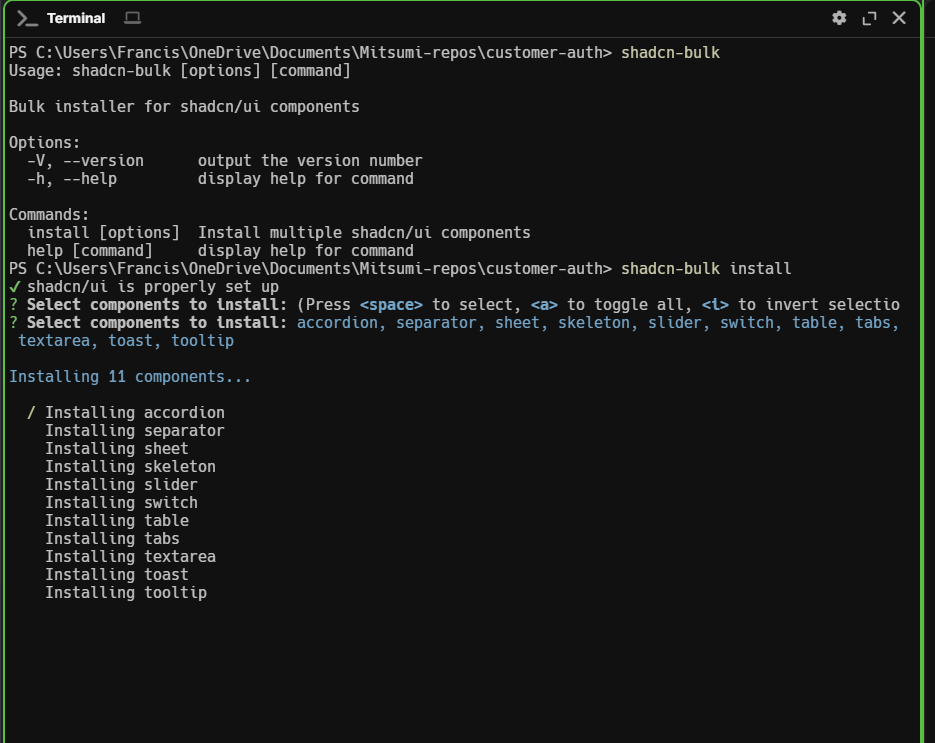 Terminal
PS C:\Users\Francis\OneDrive\Documents\Mitsumi-repos\customer-auth> shadcn-bulk
Usage: shadcn-bulk [options] [command]
Bulk installer for shadcn/ui components
Options:
-V, --version      output the version number
-h, --help         display help for command
Commands:
install [options]  Install multiple shadcn/ui components
help [command]     display help for command
PS C:\Users\Francis\OneDrive\Documents\Mitsumi-repos\customer-auth> shadcn-bulk install
✓ shadcn/ui is properly set up
? Select components to install: (Press <space> to select, <a> to toggle all, <i> to invert selectio
? Select components to install: accordion, separator, sheet, skeleton, slider, switch, table, tabs,
textarea, toast, tooltip
Installing 11 components...
/ Installing accordion
Installing separator
Installing sheet
Installing skeleton
Installing slider
Installing switch
Installing table
Installing tabs
Installing textarea
Installing toast
Installing tooltip